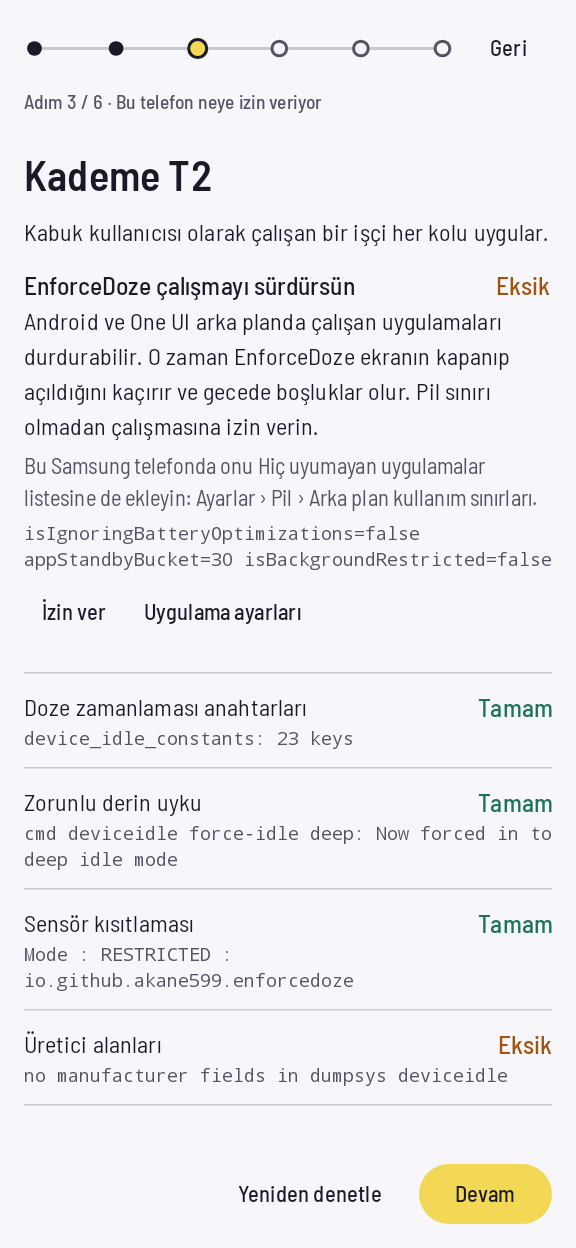 Geri
Adım 3 / 6 · Bu telefon neye izin veriyor
Kademe T2
Kabuk kullanıcısı olarak çalışan bir işçi her kolu uygular.
EnforceDoze çalışmayı sürdürsün
Eksik
Android ve One UI arka planda çalışan uygulamaları
durdurabilir. O zaman EnforceDoze ekranın kapanıp
açıldığını kaçırır ve gecede boşluklar olur. Pil sınırı
olmadan çalışmasına izin verin.
Bu Samsung telefonda onu Hiç uyumayan uygulamalar
listesine de ekleyin: Ayarlar › Pil › Arka plan kullanım sınırları.
isIgnoringBatteryOptimizations=false
appStandbyBucket=30 isBackgroundRestricted=false
İzin ver
Uygulama ayarları
Doze zamanlaması anahtarları
Tamam
device_idle_constants: 23 keys
Zorunlu derin uyku
Tamam
cmd deviceidle force-idle deep: Now forced in to
deep idle mode
Sensör kısıtlaması
Tamam
Mode : RESTRICTED :
io.github.akane599.enforcedoze
Üretici alanları
Eksik
no manufacturer fields in dumpsys deviceidle
Yeniden denetle
Devam